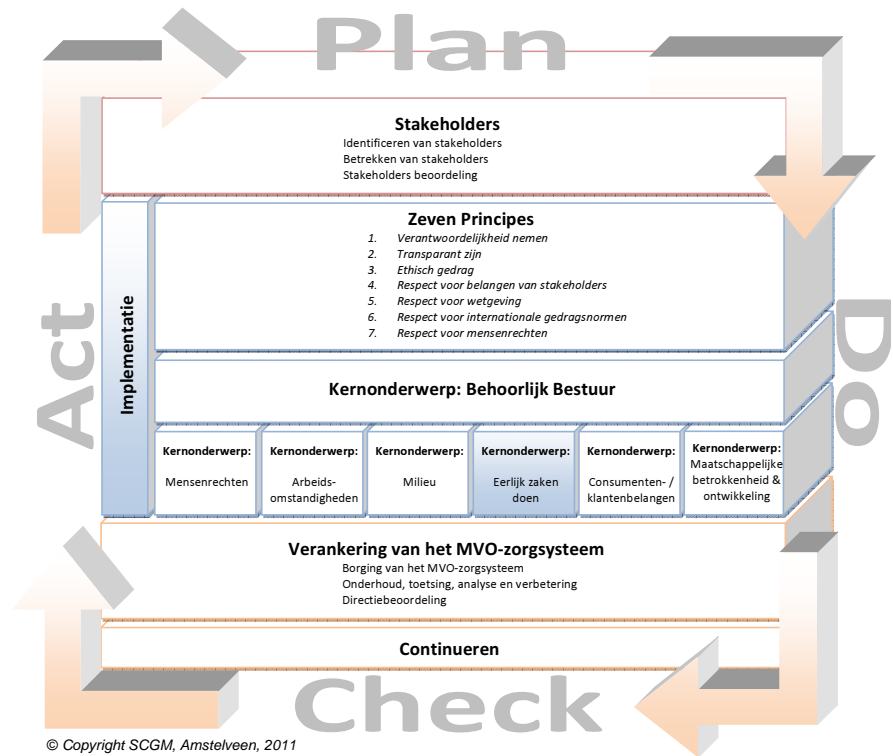 Plan
Stakeholders
Identificeren van stakeholders
Betrekken van stakeholders
Stakeholders beoordeling
Implementatie
Zeven Principes
1. Verantwoordelijkheid nemen
2. Transparant zijn
3. Ethisch gedrag
4. Respect voor belangen van stakeholders
5. Respect voor wetgeving
6. Respect voor internationale gedragsnormen
7. Respect voor mensenrechten
Act
Do
Kernonderwerp: Behoorlijk Bestuur
Kernonderwerp:
Mensenrechten
Kernonderwerp:
Arbeids-
omstandigheden
Kernonderwerp:
Milieu
Kernonderwerp:
Eerlijk zaken
doen
Kernonderwerp:
Consumenten- /
klantenbelangen
Kernonderwerp:
Maatschappelijke
betrokkenheid &
ontwikkeling
Verankering van het MVO-zorgsysteem
Borging van het MVO-zorgsysteem
Onderhoud, toetsing, analyse en verbetering
Directiebeoordeling
Continueren
Check
© Copyright SCGM, Amstelveen, 2011